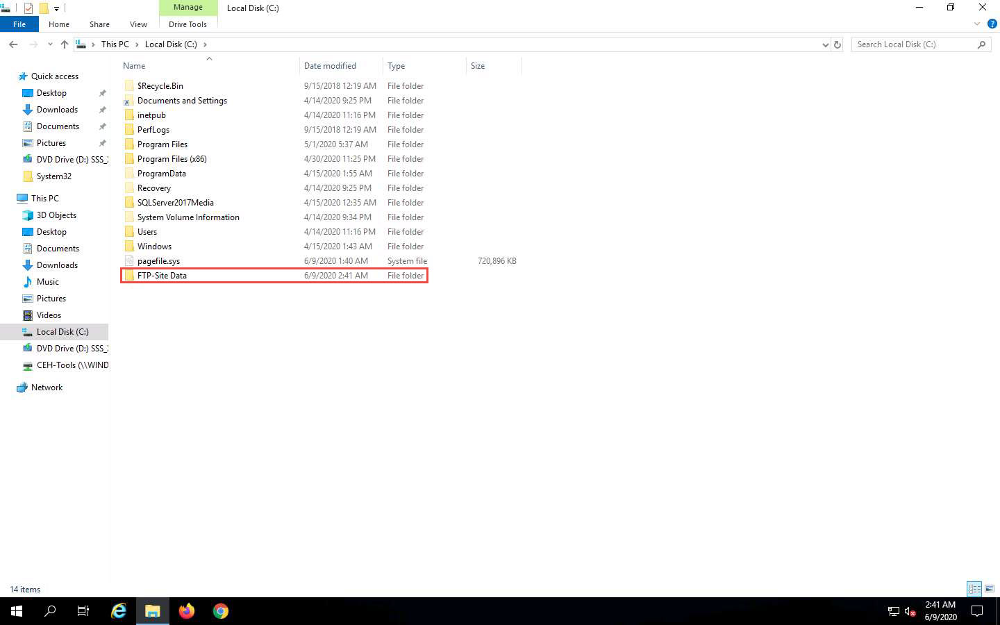 Manage
Local Disk (C:)
File
Home
Share
View
Drive Tools
This PC
Local Disk (C:)
Search Local Disk (C:)
Name
Date modified
Type
Size
$Recycle.Bin 9/15/2018 12:19 AM File folder
Documents and Settings 4/14/2020 9:25 PM File folder
inetpub 4/14/2020 11:16 PM File folder
PerfLogs 9/15/2018 12:19 AM File folder
Program Files 5/1/2020 5:37 AM File folder
Program Files (x86) 4/30/2020 11:25 PM File folder
ProgramData 4/15/2020 1:55 AM File folder
Recovery 4/14/2020 9:25 PM File folder
SQLServer2017Media 4/15/2020 12:35 AM File folder
System Volume Information 4/14/2020 9:34 PM File folder
Users 4/14/2020 11:16 PM File folder
Windows 4/15/2020 1:43 AM File folder
pagefile.sys 6/9/2020 1:40 AM System file 720,896 KB
FTP-Site Data 6/9/2020 2:41 AM File folder
Quick access
Desktop
Downloads
Documents
Pictures
DVD Drive (D:) SSS_
System32
This PC
3D Objects
Desktop
Documents
Downloads
Music
Pictures
Videos
Local Disk (C:)
DVD Drive (D:) SSS_
CEH-Tools (\\WIND
Network
14 items
2:41 AM
6/9/2020